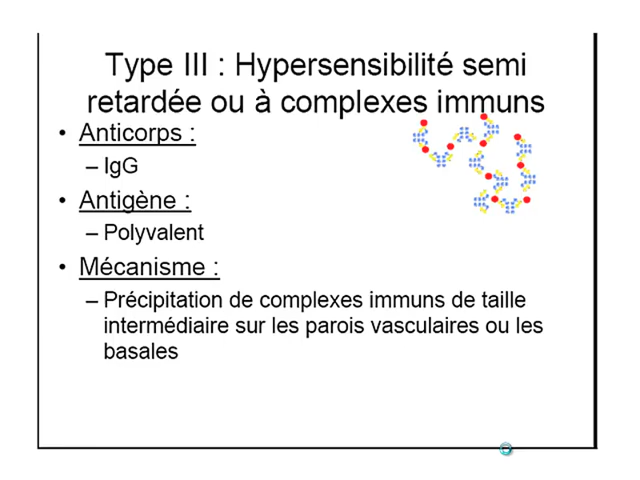 Type III : Hypersensibilité semi
retardée ou à complexes immuns
• Anticorps :
– IgG
• Antigène :
– Polyvalent
• Mécanisme :
– Précipitation de complexes immuns de taille
intermédiaire sur les parois vasculaires ou les
basales